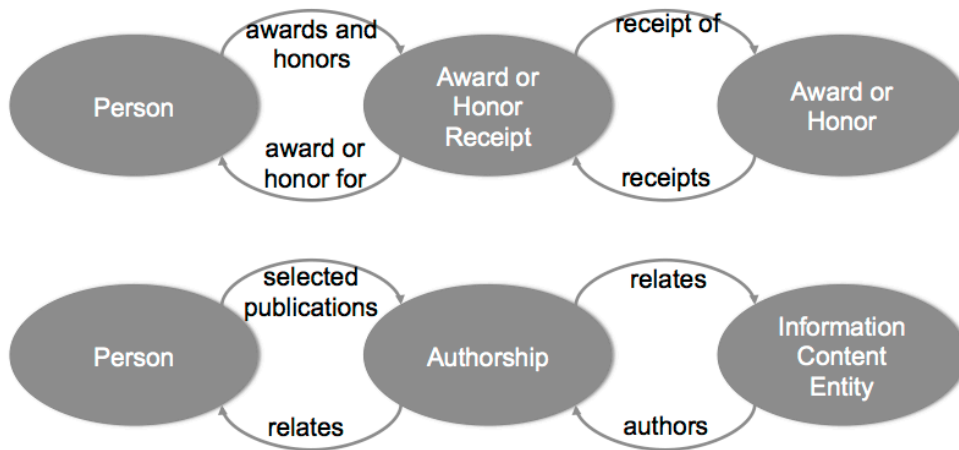 awards and
honors
receipt of
Person
Award or
Honor
Receipt
Award or
Honor
award or
honor for
receipts
selected
publications
relates
Person
Authorship
Information
Content
Entity
relates
authors